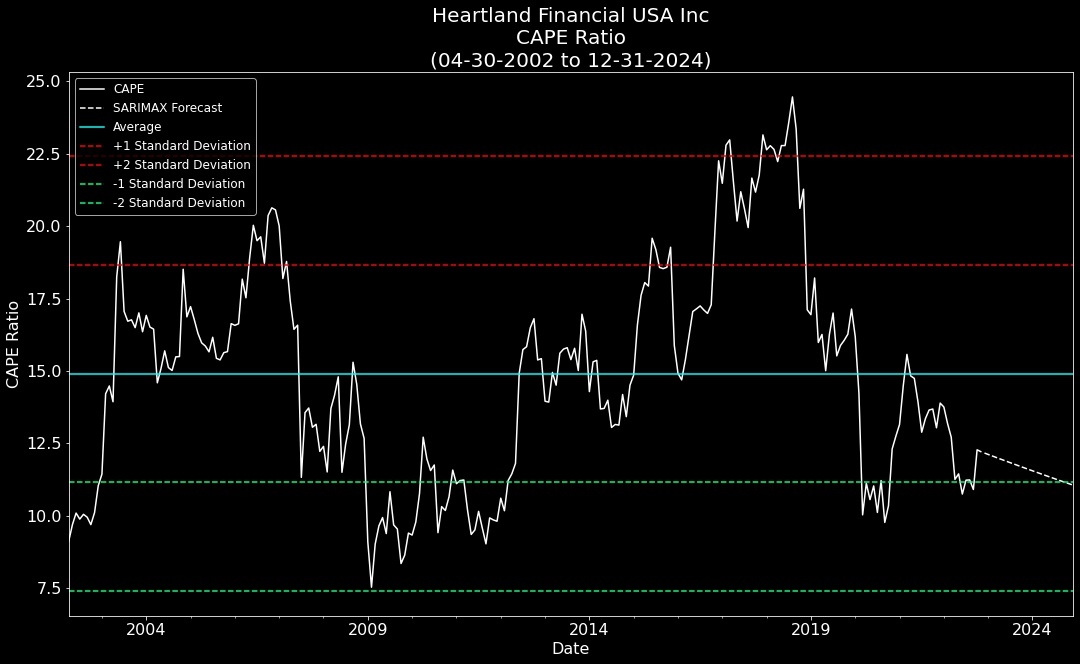 Heartland Financial USA Inc
CAPE Ratio
(04-30-2002 to 12-31-2024)
CAPE
SARIMAX Forecast
Average
+1 Standard Deviation
+2 Standard Deviation
-1 Standard Deviation
-2 Standard Deviation
CAPE Ratio
25.0
22.5
20.0
17.5
15.0
12.5
10.0
7.5
2004 2009 2014 2019 2024
Date